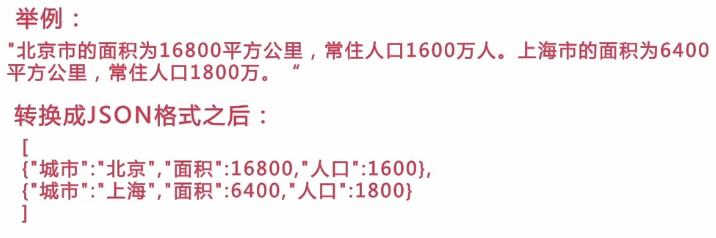 举例：
"北京市的面积为16800平方公里，常住人口1600万人。上海市的面积为6400
平方公里，常住人口1800万。“
转换成JSON格式之后：
[
{"城市":"北京","面积":16800,"人口":1600},
{"城市":"上海","面积":6400,"人口":1800}
]